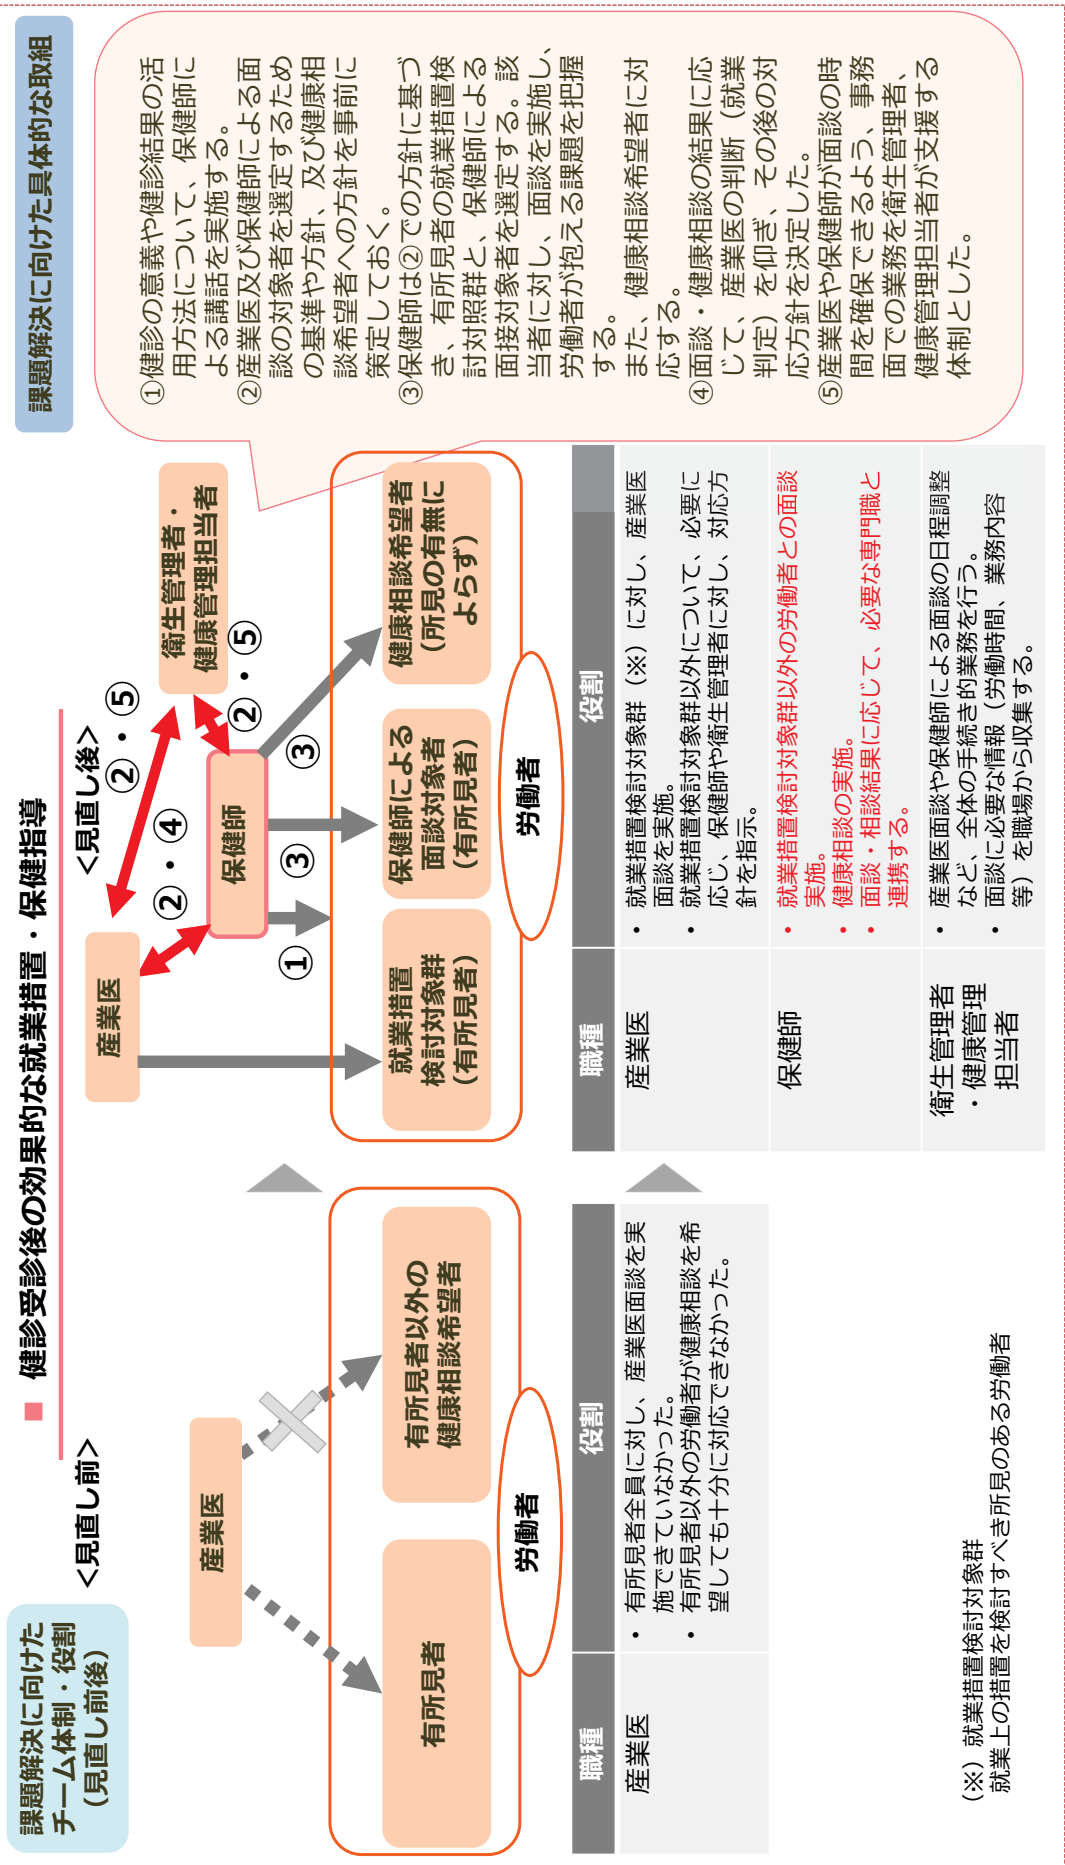 課題解決に向けた
チーム体制・役割
（見直し前後）
■ 健診受診後の効果的な就業措置・保健指導
課題解決に向けた具体的な取組
＜見直し前＞
産業医
有所見者
有所見者以外の
健康相談希望者
労働者
職種
役割
産業医
・ 有所見者全員に対し、産業医面談を実
施できていなかった。
・ 有所見者以外の労働者が健康相談を希
望しても十分に対応できなかった。
（※）就業措置検討対象群
就業上の措置を検討すべき所見のある労働者
＜見直し後＞
産業医
②・⑤
衛生管理者・
健康管理担当者
②・④
保健師
②・⑤
①
③
③
就業措置
検討対象群
（有所見者）
保健師による
面談対象者
（有所見者）
健康相談希望者
（所見の有無に
よらず）
労働者
職種
役割
産業医
・ 就業措置検討対象群（※）に対し、産業医
面談を実施。
・ 就業措置検討対象群以外について、必要に
応じ、保健師や衛生管理者に対し、対応方
針を指示。
保健師
・ 就業措置検討対象群以外の労働者との面談
実施。
・ 健康相談の実施。
・ 面談・相談結果に応じて、必要な専門職と
連携する。
衛生管理者
・健康管理
担当者
・ 産業医面談や保健師による面談の日程調整
など、全体の手続き的業務を行う。
・ 面談に必要な情報（労働時間、業務内容
等）を職場から収集する。
①健診の意義や健診結果の活
用方法について、保健師に
よる講話を実施する。
②産業医及び保健師による面
談の対象者を選定するため
の基準や方針、及び健康相
談希望者への方針を事前に
策定しておく。
③保健師は②での方針に基づ
き、有所見者の就業措置検
討対照群と、保健師による
面接対象者を選定する。該
当者に対し、面談を実施し、
労働者が抱える課題を把握
する。
また、健康相談希望者に対
応する。
④面談・健康相談の結果に応
じて、産業医の判断（就業
判定）を仰ぎ、その後の対
応方針を決定した。
⑤産業医や保健師が面談の時
間を確保できるよう、事務
面での業務を衛生管理者、
健康管理担当者が支援する
体制とした。